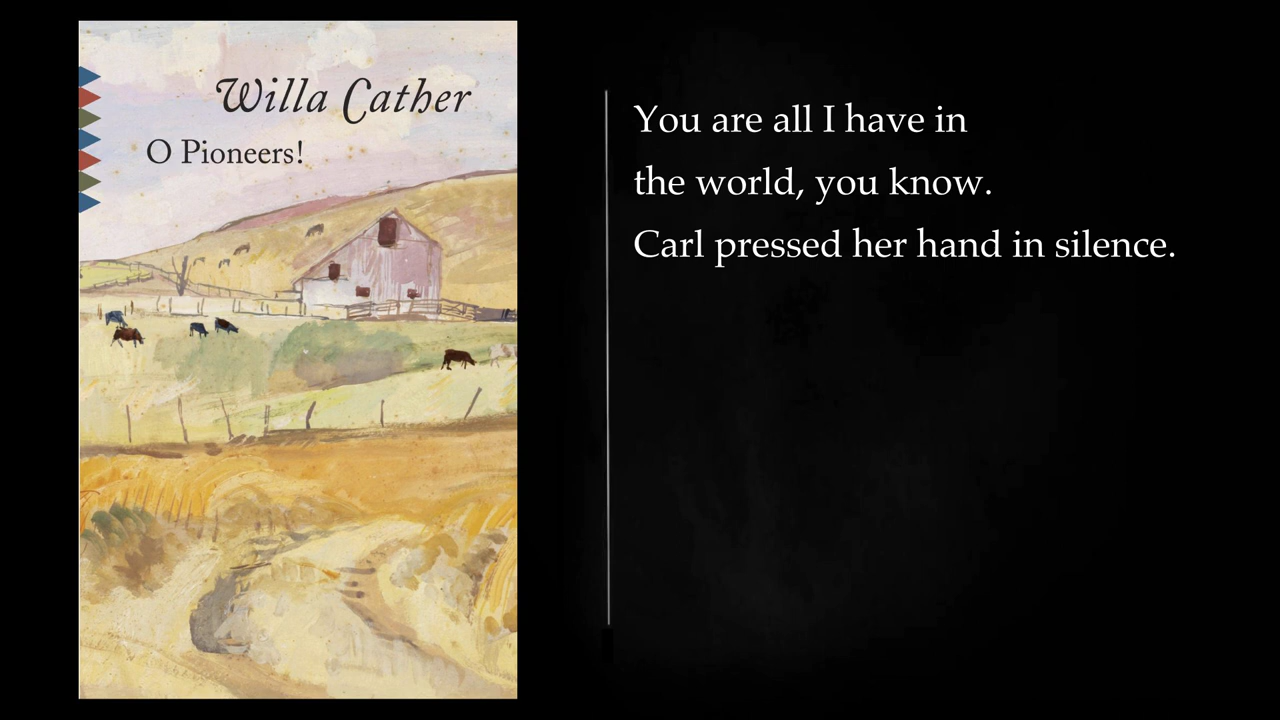 Willa Cather
O Pioneers!
You are all I have in
the world, you know.
Carl pressed her hand in silence.